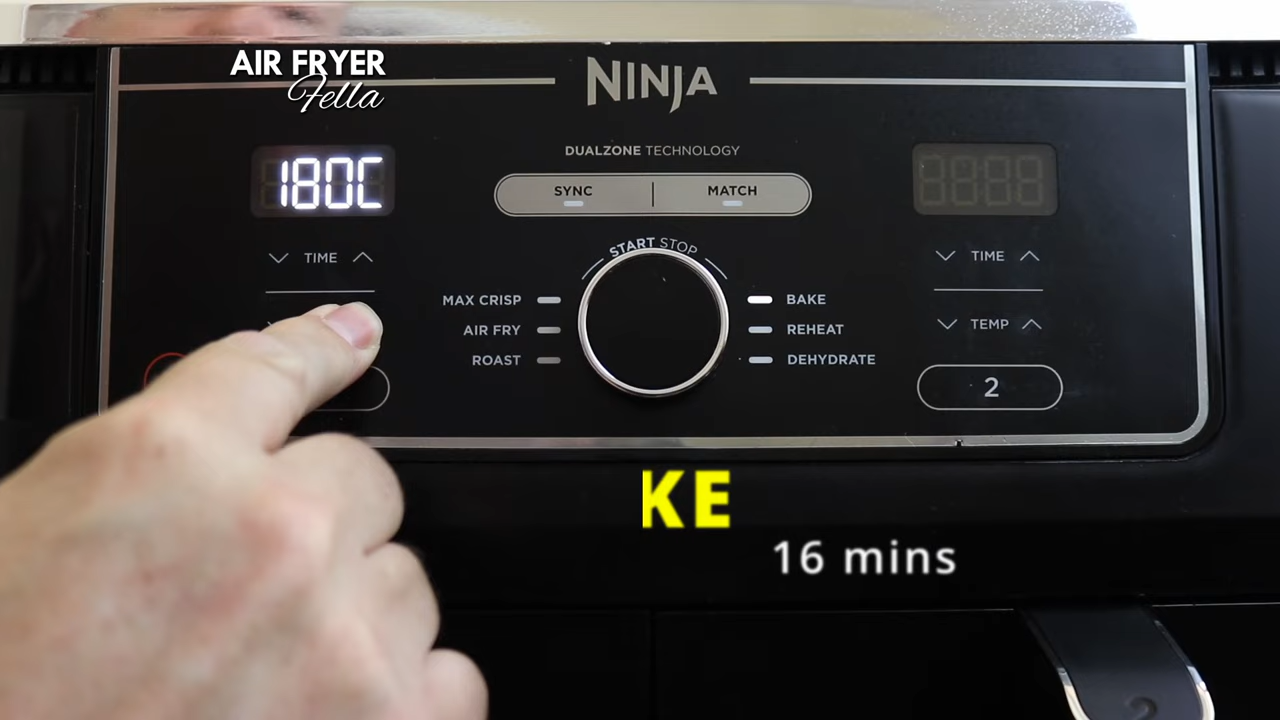 AIR FRYER
Fella
NINJA
DUALZONE TECHNOLOGY
180C
SYNC
MATCH
START STOP
TIME
TIME
MAX CRISP
BAKE
AIR FRY
REHEAT
TEMP
ROAST
DEHYDRATE
2
KE
16 mins
2